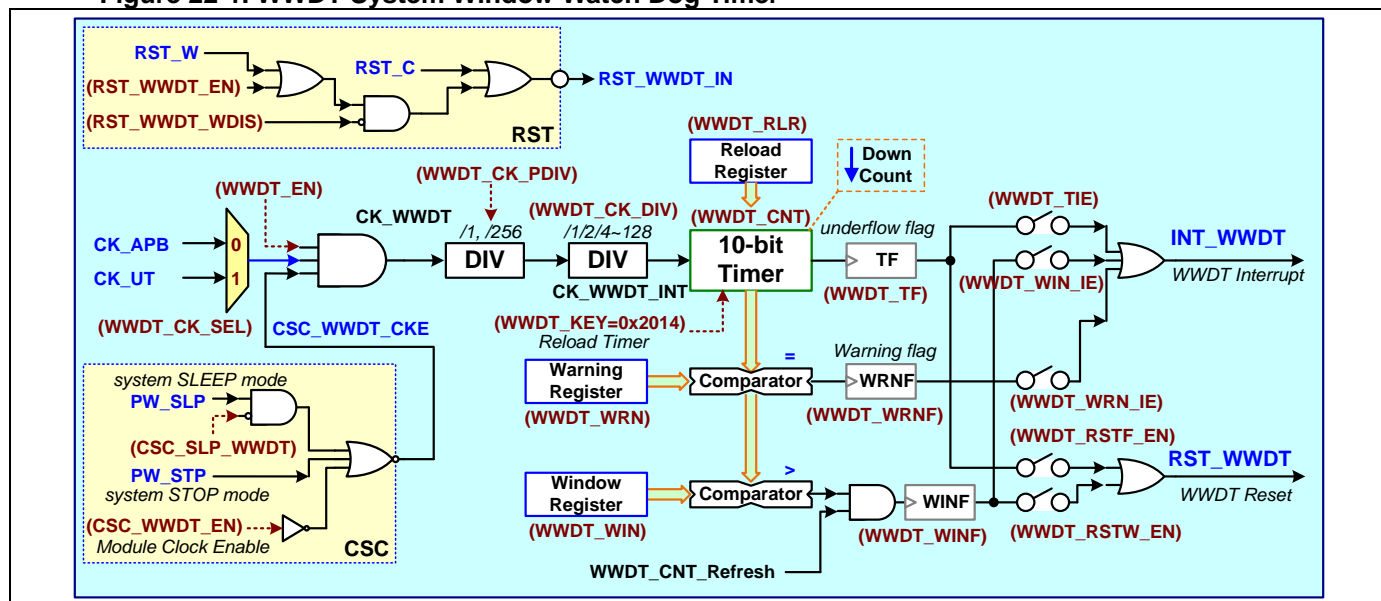 Figure 22-1. WWDT System Window Watch Dog Timer
RST_W
(RST_WWDT_EN)
(RST_WWDT_WDIS)
RST_C
RST_WWDT_IN
RST
(WWDT_RLR)
Reload
Register
Down
Count
(WWDT_EN)
(WWDT_CK_PDIV)
CK_WWDT
/1, /256
DIV
(WWDT_CK_DIV)
/1/2/4~128
DIV
CK_WWDT_INT
(WWDT_CNT)
10-bit
Timer
underflow flag
TF
(WWDT_TF)
(WWDT_TIE)
(WWDT_WIN_IE)
INT_WWDT
WWDT Interrupt
CK_APB
0
CK_UT
1
(WWDT_CK_SEL)
CSC_WWDT_CKE
(WWDT_KEY=0x2014)
Reload Timer
Warning
Register
(WWDT_WRN)
=
Comparator
Warning flag
WRNF
(WWDT_WRNF)
(WWDT_WRN_IE)
system SLEEP mode
PW_SLP
(CSC_SLP_WWDT)
PW_STP
system STOP mode
(CSC_WWDT_EN)
Module Clock Enable
CSC
Window
Register
(WWDT_WIN)
>
Comparator
WINF
(WWDT_WINF)
WWDT_CNT_Refresh
(WWDT_RSTF_EN)
(WWDT_RSTW_EN)
RST_WWDT
WWDT Reset